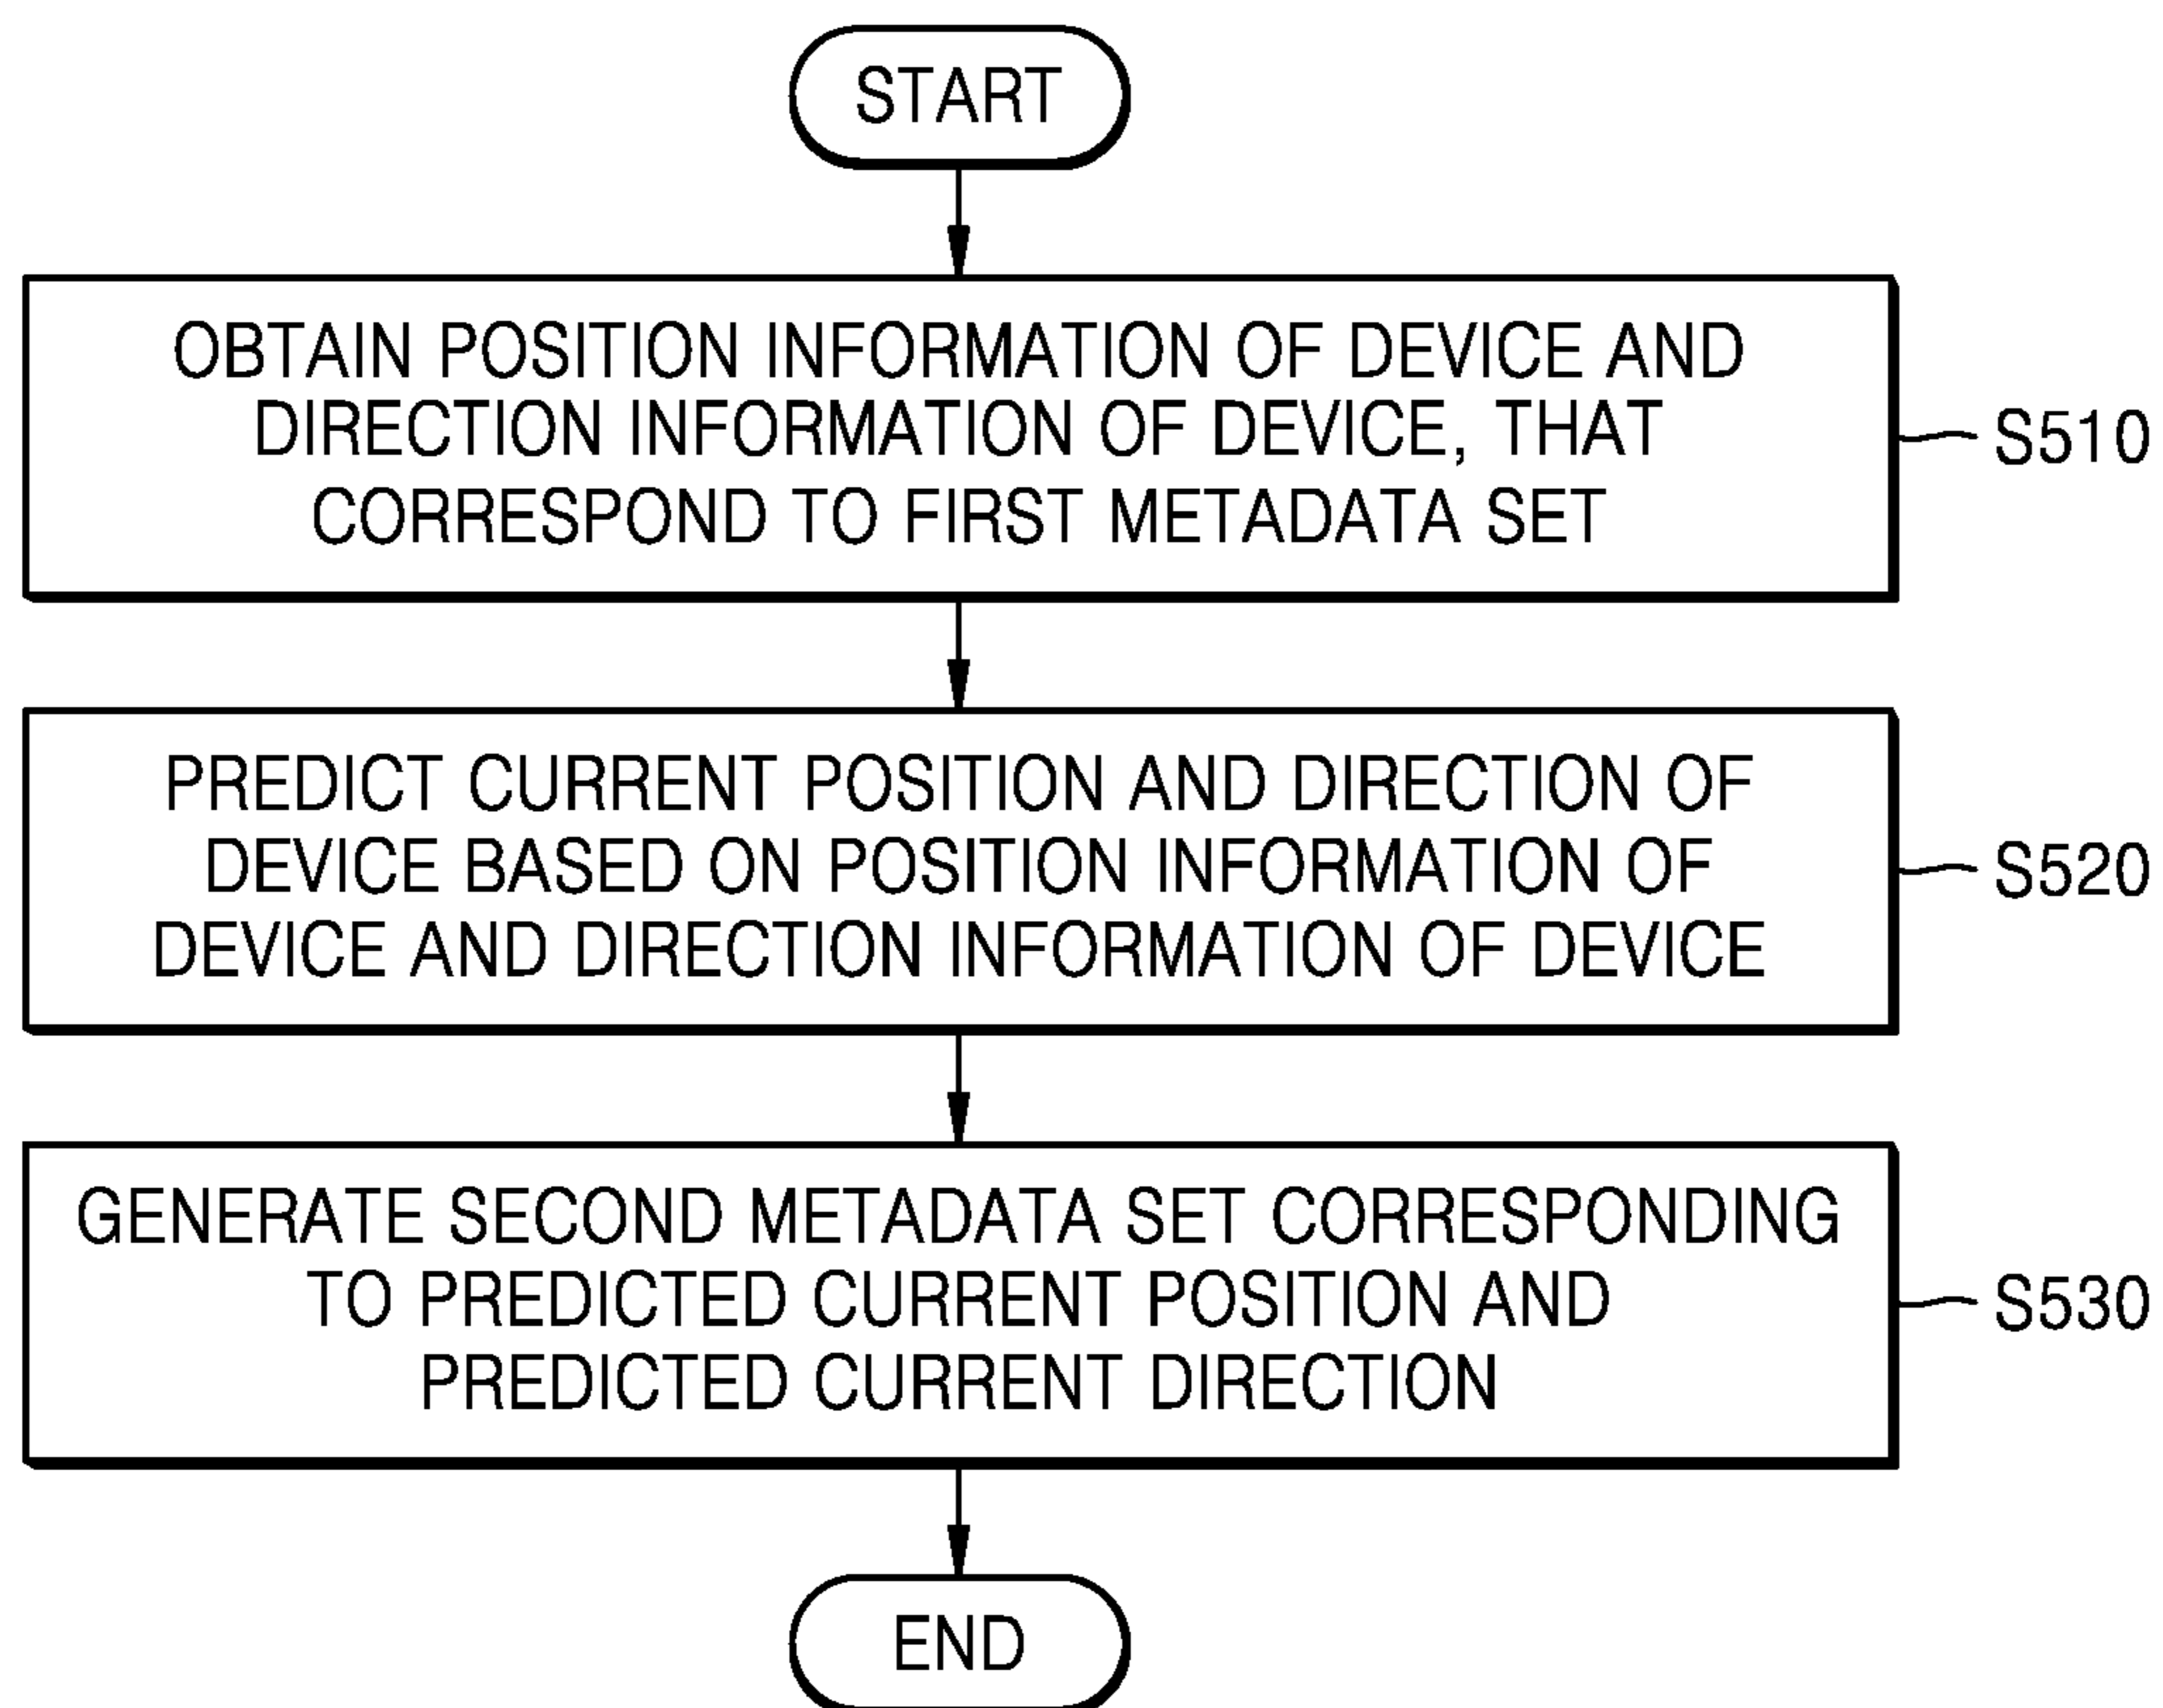 START
OBTAIN POSITION INFORMATION OF DEVICE AND
DIRECTION INFORMATION OF DEVICE, THAT
CORRESPOND TO FIRST METADATA SET
S510
PREDICT CURRENT POSITION AND DIRECTION OF
DEVICE BASED ON POSITION INFORMATION OF
DEVICE AND DIRECTION INFORMATION OF DEVICE
S520
GENERATE SECOND METADATA SET CORRESPONDING
TO PREDICTED CURRENT POSITION AND
PREDICTED CURRENT DIRECTION
S530
END